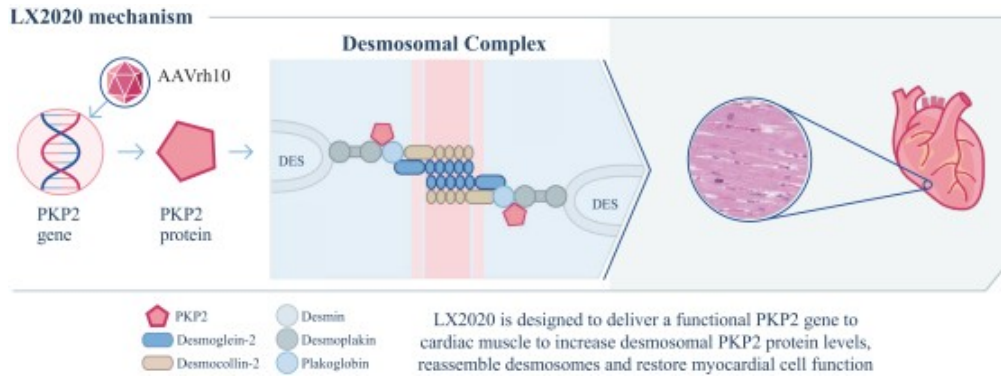 LX2020 mechanism
Desmosomal Complex
AAVrh10
DES
DES
PKP2
gene
PKP2
protein
PKP2
Desmoglein-2
Desmocollin-2
Desmin
Desmoplakin
Plakoglobin
LX2020 is designed to deliver a functional PKP2 gene to
cardiac muscle to increase desmosomal PKP2 protein levels,
reassemble desmosomes and restore myocardial cell function